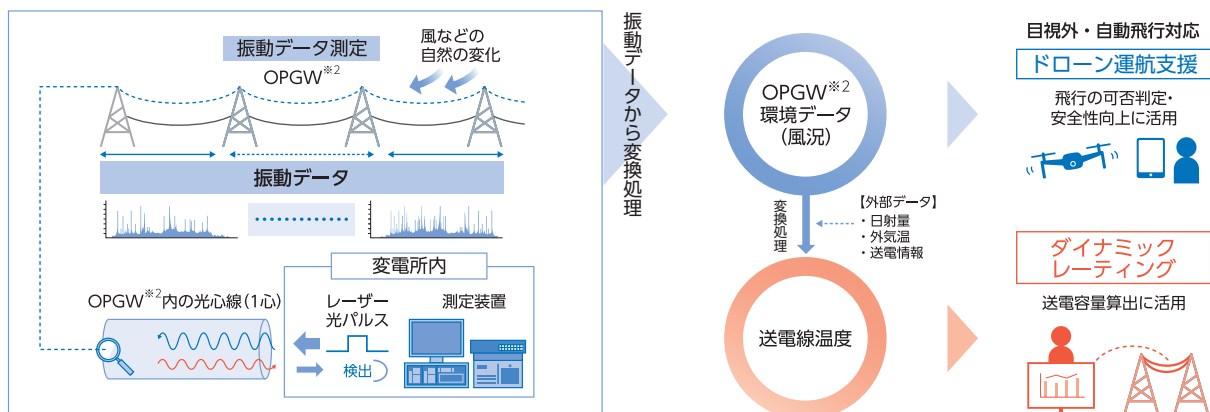 振動データ測定
OPGW※2
風などの
自然の変化
振動データ
変電所内
OPGW※2内の光心線(1心)
レーザー
光パルス
検出
測定装置
振動データから変換処理
OPGW※2
環境データ
(風況)
変換処理
【外部データ】
・日射量
・外気温
・送電情報
送電線温度
目視外・自動飛行対応
ドローン運航支援
飛行の可否判定・
安全性向上に活用
ダイナミック
レーティング
送電容量算出に活用